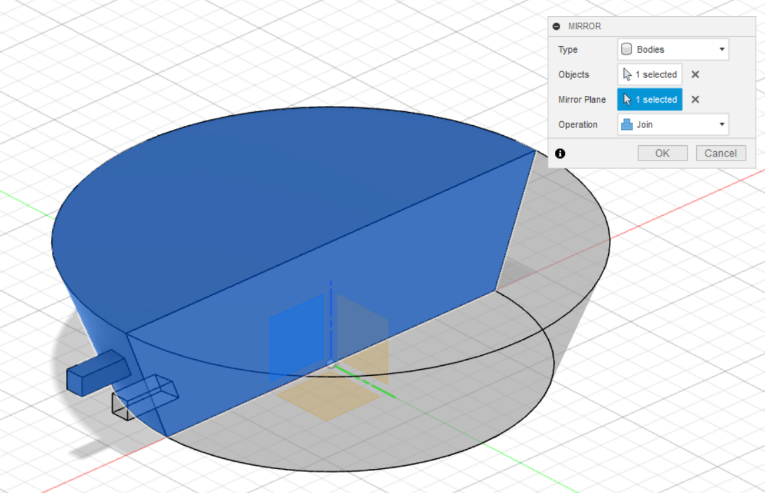 MIRROR
Type Bodies
Objects 1 selected
Mirror Plane 1 selected
Operation Join
OK Cancel